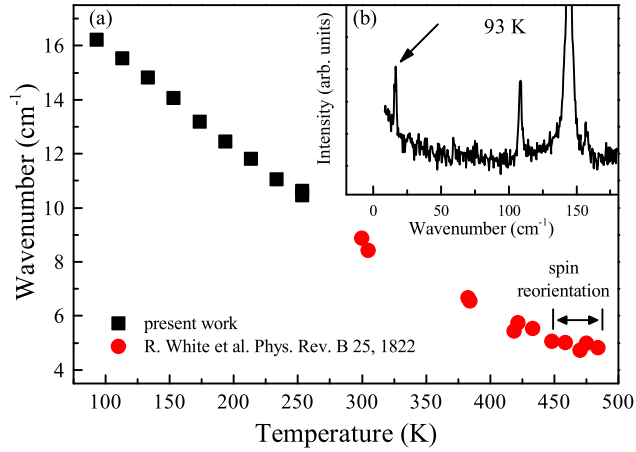 (a)
16
14
12
10
8
6
4
Wavenumber (cm⁻¹)
100 150 200 250 300 350 400 450 500
Temperature (K)
present work
R. White et al. Phys. Rev. B 25, 1822
spin
reorientation
(b)
93 K
Intensity (arb. units)
0 50 100 150
Wavenumber (cm⁻¹)